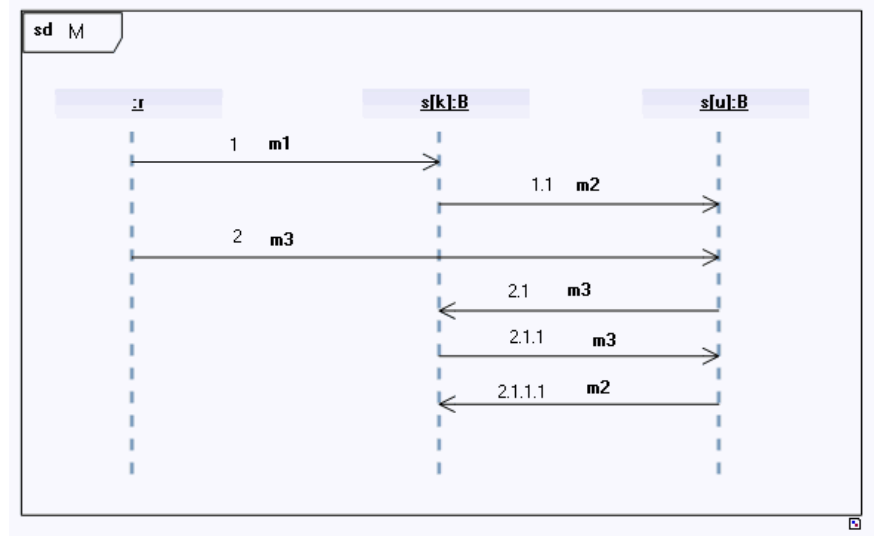 sd M
:r s[k]:B s[u]:B
1 m1
1.1 m2
2 m3
2.1 m3
2.1.1 m3
2.1.1.1 m2